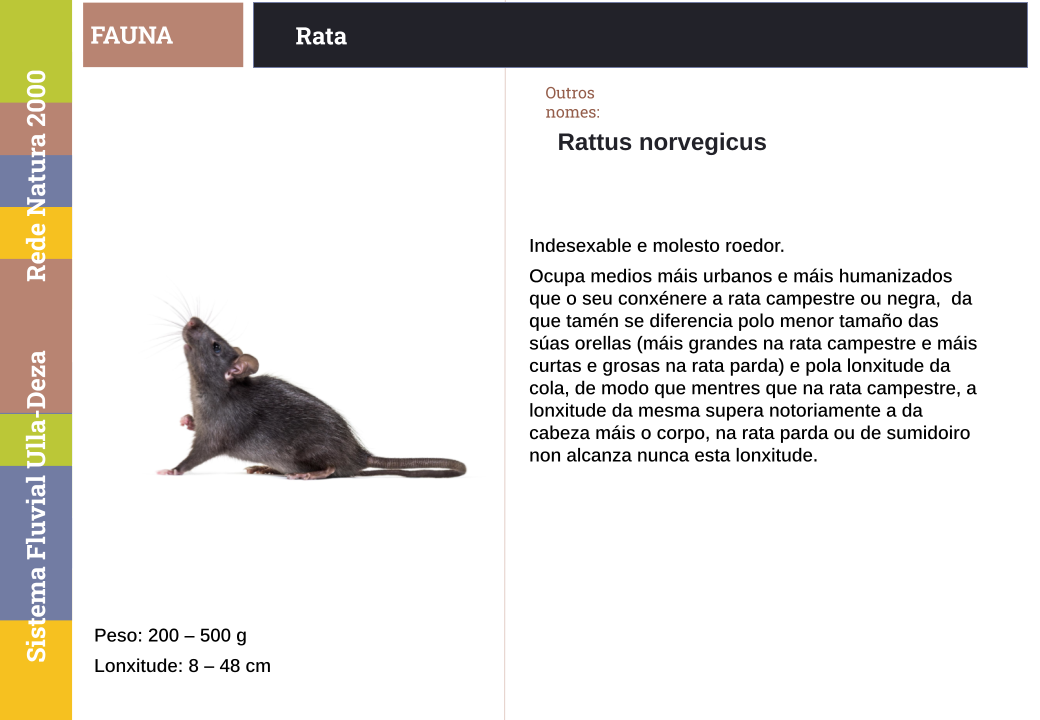 FAUNA
Rata
Rede Natura 2000
Sistema Fluvial Ulla-Deza
Outros
nomes:
Rattus norvegicus
Indesexable e molesto roedor.
Ocupa medios máis urbanos e máis humanizados
que o seu conxénere a rata campestre ou negra,  da
que tamén se diferencia polo menor tamaño das
súas orellas (máis grandes na rata campestre e máis
curtas e grosas na rata parda) e pola lonxitude da
cola, de modo que mentres que na rata campestre, a
lonxitude da mesma supera notoriamente a da
cabeza máis o corpo, na rata parda ou de sumidoiro
non alcanza nunca esta lonxitude.
Peso: 200 – 500 g
Lonxitude: 8 – 48 cm